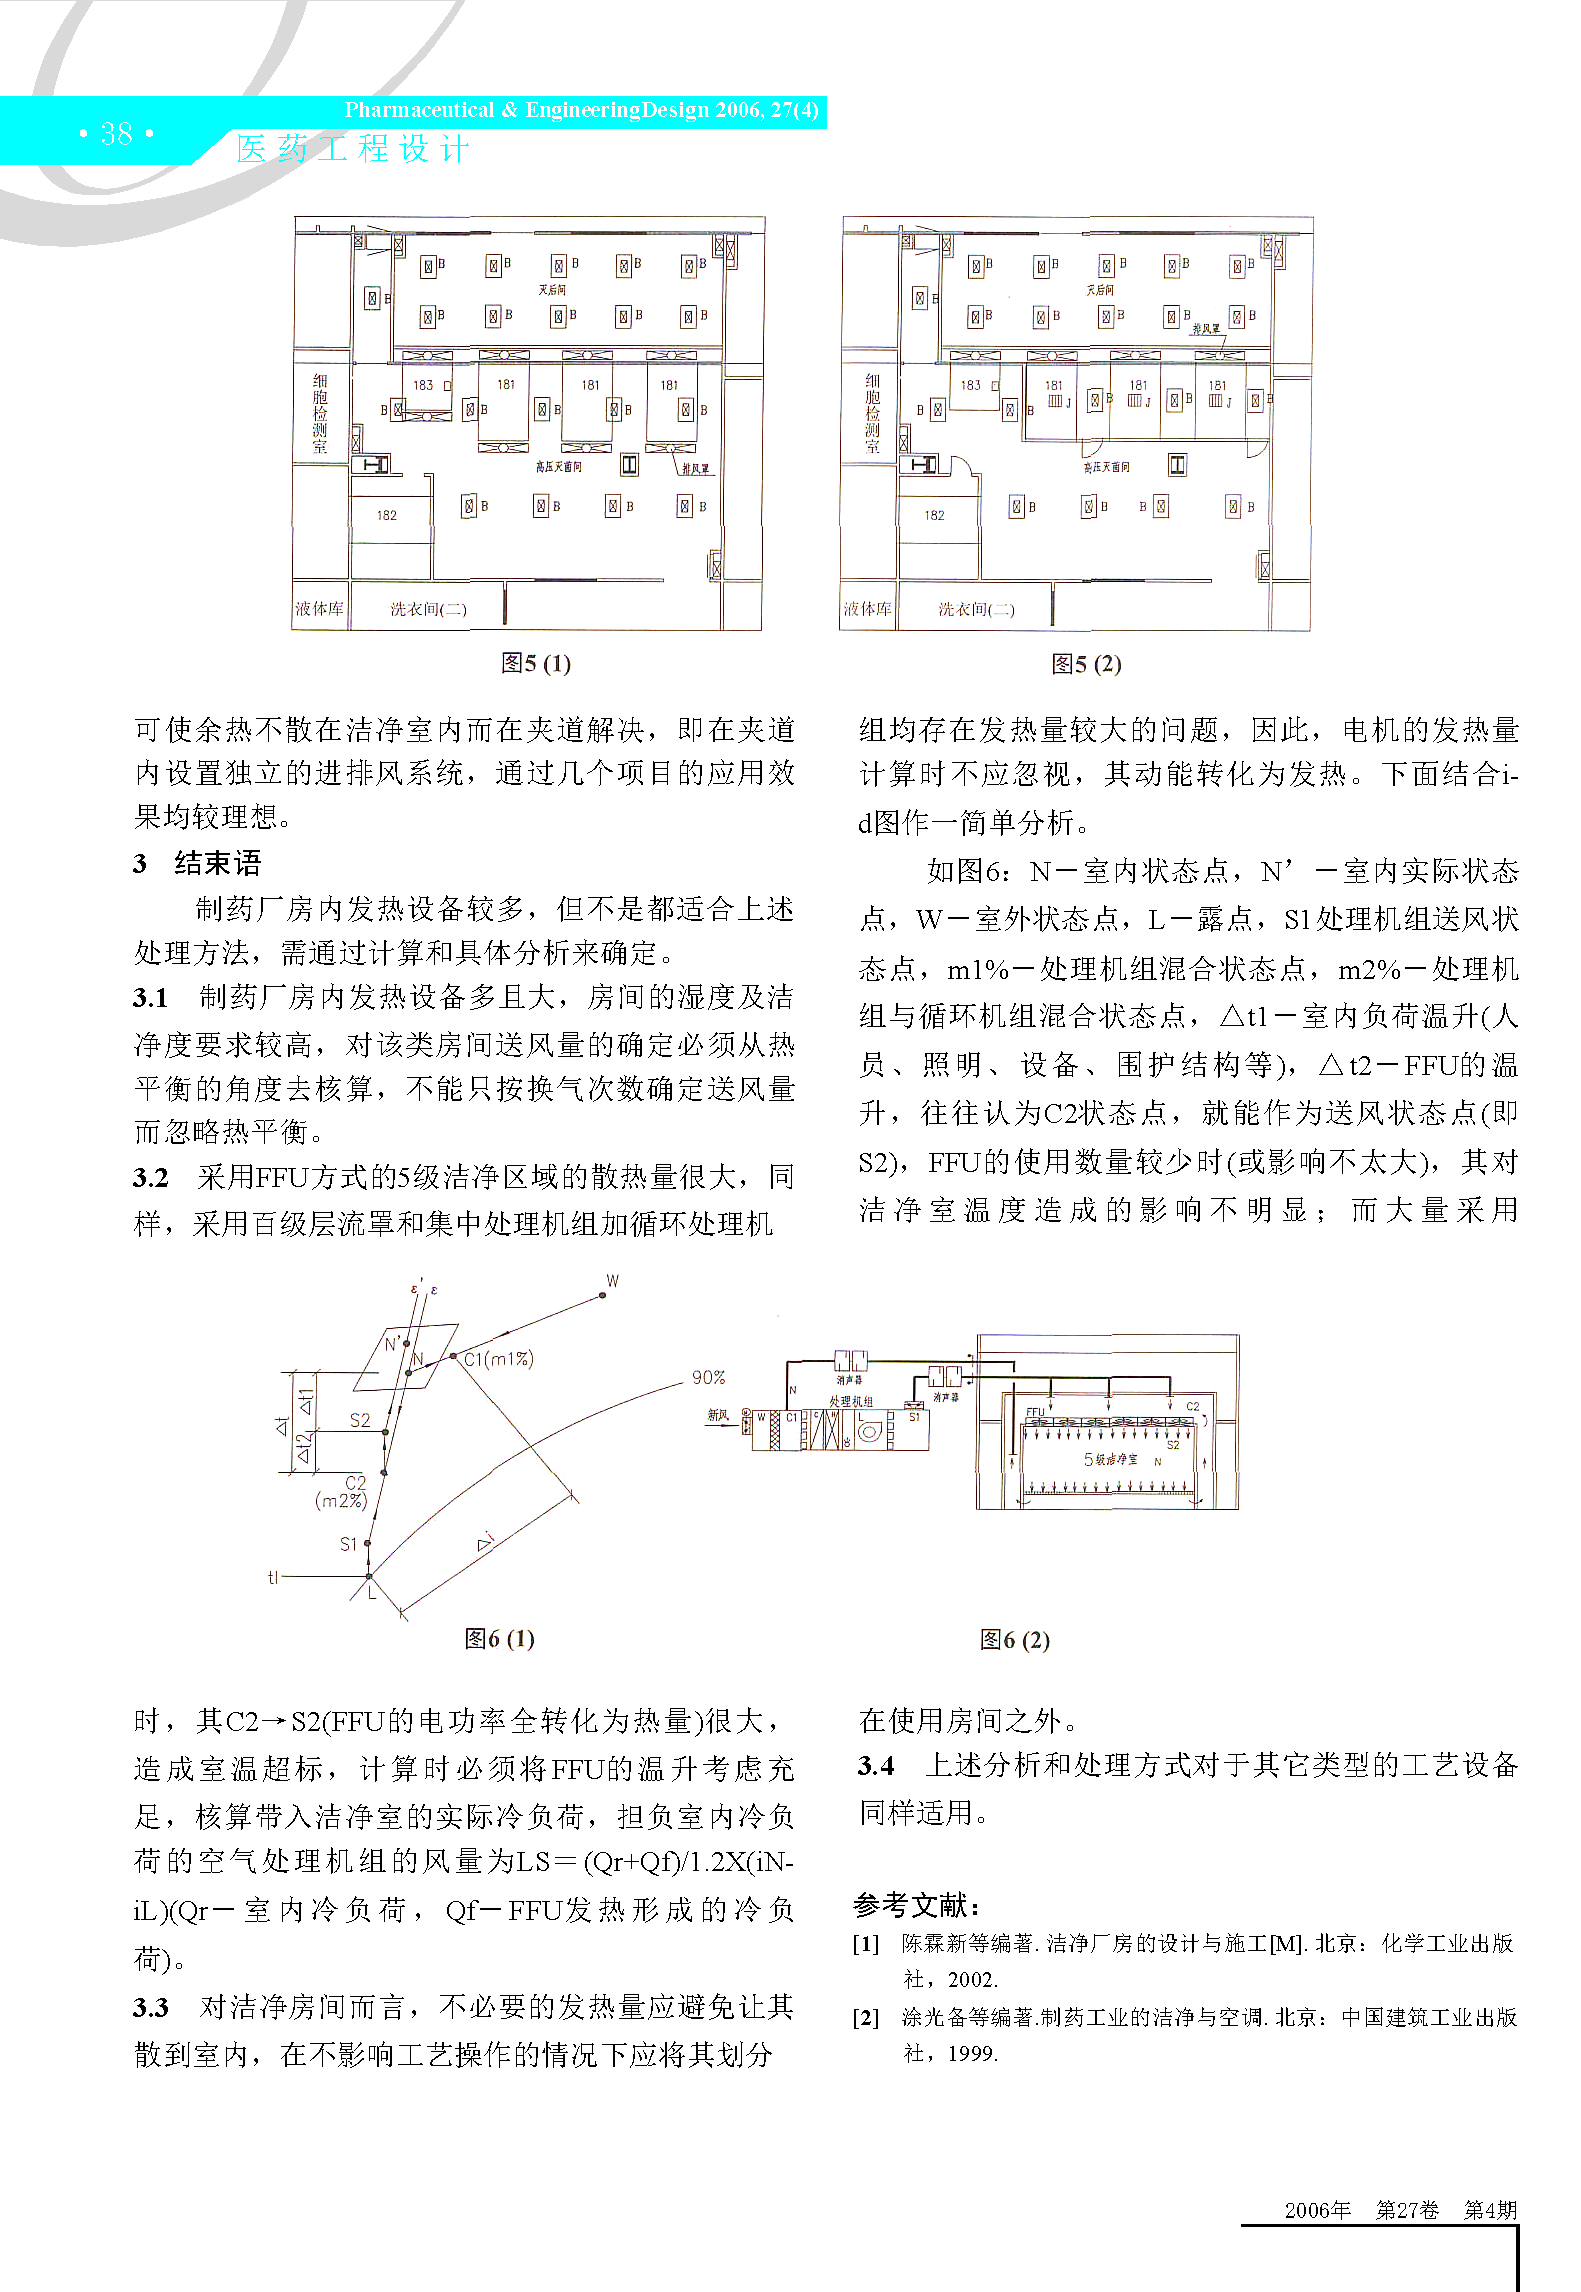 Pharmaceutical & EngineeringDesign 2006, 27(4)
·38·
医药工程设计
B B B B B
灭后间
B
B B B B B
细胞检测室
183 181 181 181
B B B B B
高压灭菌间
排风罩
182
B B B B
液体库 洗衣间(二)
图5 (1)
B B B B B
灭后间
B
B B B B B
排风罩
细胞检测室
183 181 181 181
J J J
B B B B B
高压灭菌间
182
B B B B
液体库 洗衣间(二)
图5 (2)
可使余热不散在洁净室内而在夹道解决，即在夹道
内设置独立的进排风系统，通过几个项目的应用效
果均较理想。
3 结束语
制药厂房内发热设备较多，但不是都适合上述
处理方法，需通过计算和具体分析来确定。
3.1 制药厂房内发热设备多且大，房间的湿度及洁
净度要求较高，对该类房间送风量的确定必须从热
平衡的角度去核算，不能只按换气次数确定送风量
而忽略热平衡。
3.2 采用FFU方式的5级洁净区域的散热量很大，同
样，采用百级层流罩和集中处理机组加循环处理机
组均存在发热量较大的问题，因此，电机的发热量
计算时不应忽视，其动能转化为发热。下面结合i-
d图作一简单分析。
如图6：N－室内状态点，N’－室内实际状态
点，W－室外状态点，L－露点，S1处理机组送风状
态点，m1%－处理机组混合状态点，m2%－处理机
组与循环机组混合状态点，△t1－室内负荷温升(人
员、照明、设备、围护结构等)，△t2－FFU的温
升，往往认为C2状态点，就能作为送风状态点(即
S2)，FFU的使用数量较少时(或影响不太大)，其对
洁净室温度造成的影响不明显；而大量采用
ε' ε
W
N'
N
C1(m1%)
90%
△t △t1
S2
△t2
C2
(m2%)
S1
△i
tl
L
图6 (1)
消声器
消声器
N
处理机组
新风
W C1 C H L S1
FFU C2
S2
5级洁净室 N
图6 (2)
时，其C2→S2(FFU的电功率全转化为热量)很大，
造成室温超标，计算时必须将FFU的温升考虑充
足，核算带入洁净室的实际冷负荷，担负室内冷负
荷的空气处理机组的风量为LS＝(Qr+Qf)/1.2X(iN-
iL)(Qr－室内冷负荷，Qf－FFU发热形成的冷负
荷)。
3.3 对洁净房间而言，不必要的发热量应避免让其
散到室内，在不影响工艺操作的情况下应将其划分
在使用房间之外。
3.4 上述分析和处理方式对于其它类型的工艺设备
同样适用。
参考文献：
[1] 陈霖新等编著. 洁净厂房的设计与施工[M]. 北京：化学工业出版
社，2002.
[2] 涂光备等编著.制药工业的洁净与空调. 北京：中国建筑工业出版
社，1999.
2006年 第27卷 第4期